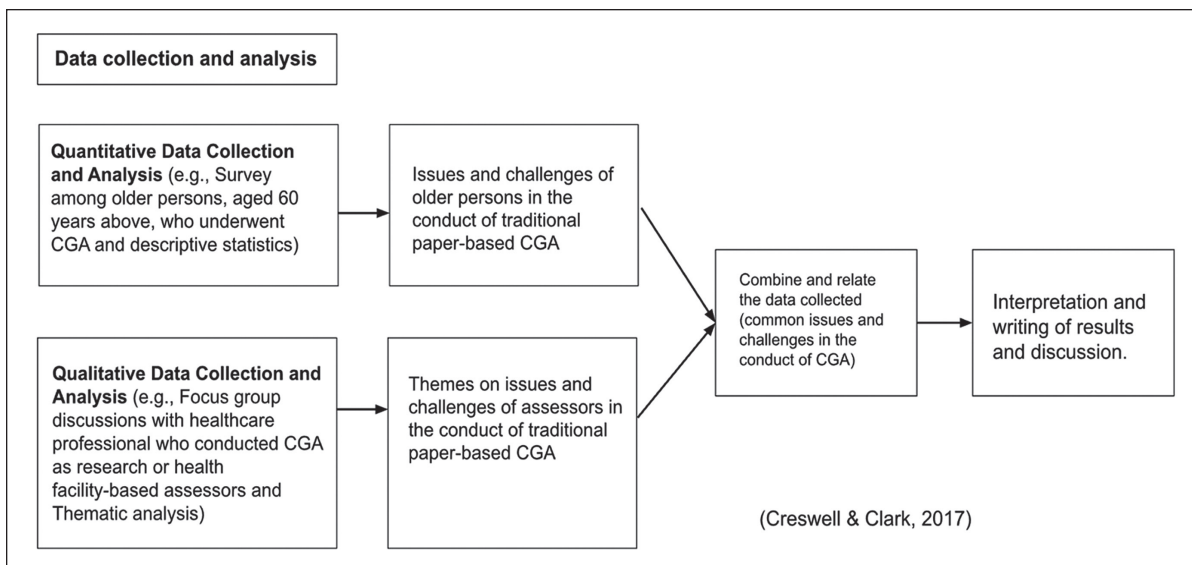 Data collection and analysis
Quantitative Data Collection
and Analysis (e.g., Survey
among older persons, aged 60
years above, who underwent
CGA and descriptive statistics)
Issues and challenges of
older persons in the
conduct of traditional
paper-based CGA
Qualitative Data Collection and
Analysis (e.g., Focus group
discussions with healthcare
professional who conducted CGA
as research or health
facility-based assessors and
Thematic analysis)
Themes on issues and
challenges of assessors in
the conduct of traditional
paper-based CGA
Combine and relate
the data collected
(common issues and
challenges in the
conduct of CGA)
Interpretation and
writing of results
and discussion.
(Creswell & Clark, 2017)